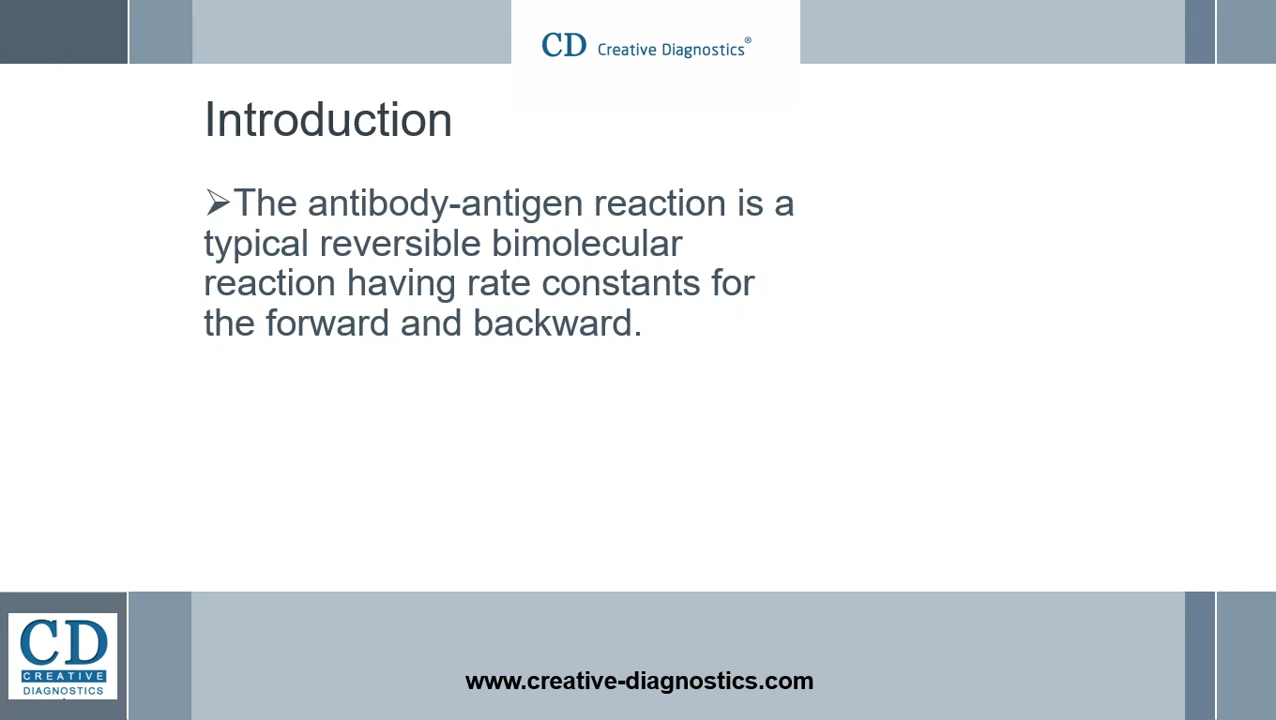 CD Creative Diagnostics®
Introduction
➢The antibody-antigen reaction is a
typical reversible bimolecular
reaction having rate constants for
the forward and backward.
CD
CREATIVE
DIAGNOSTICS
www.creative-diagnostics.com